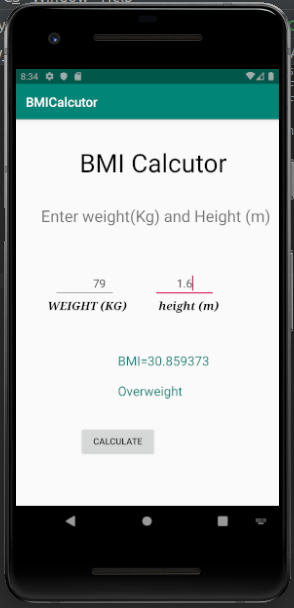 8:34
BMICalcutor
BMI Calcutor
Enter weight(Kg) and Height (m)
79 1.6
WEIGHT (KG) height (m)
BMI=30.859373
Overweight
CALCULATE